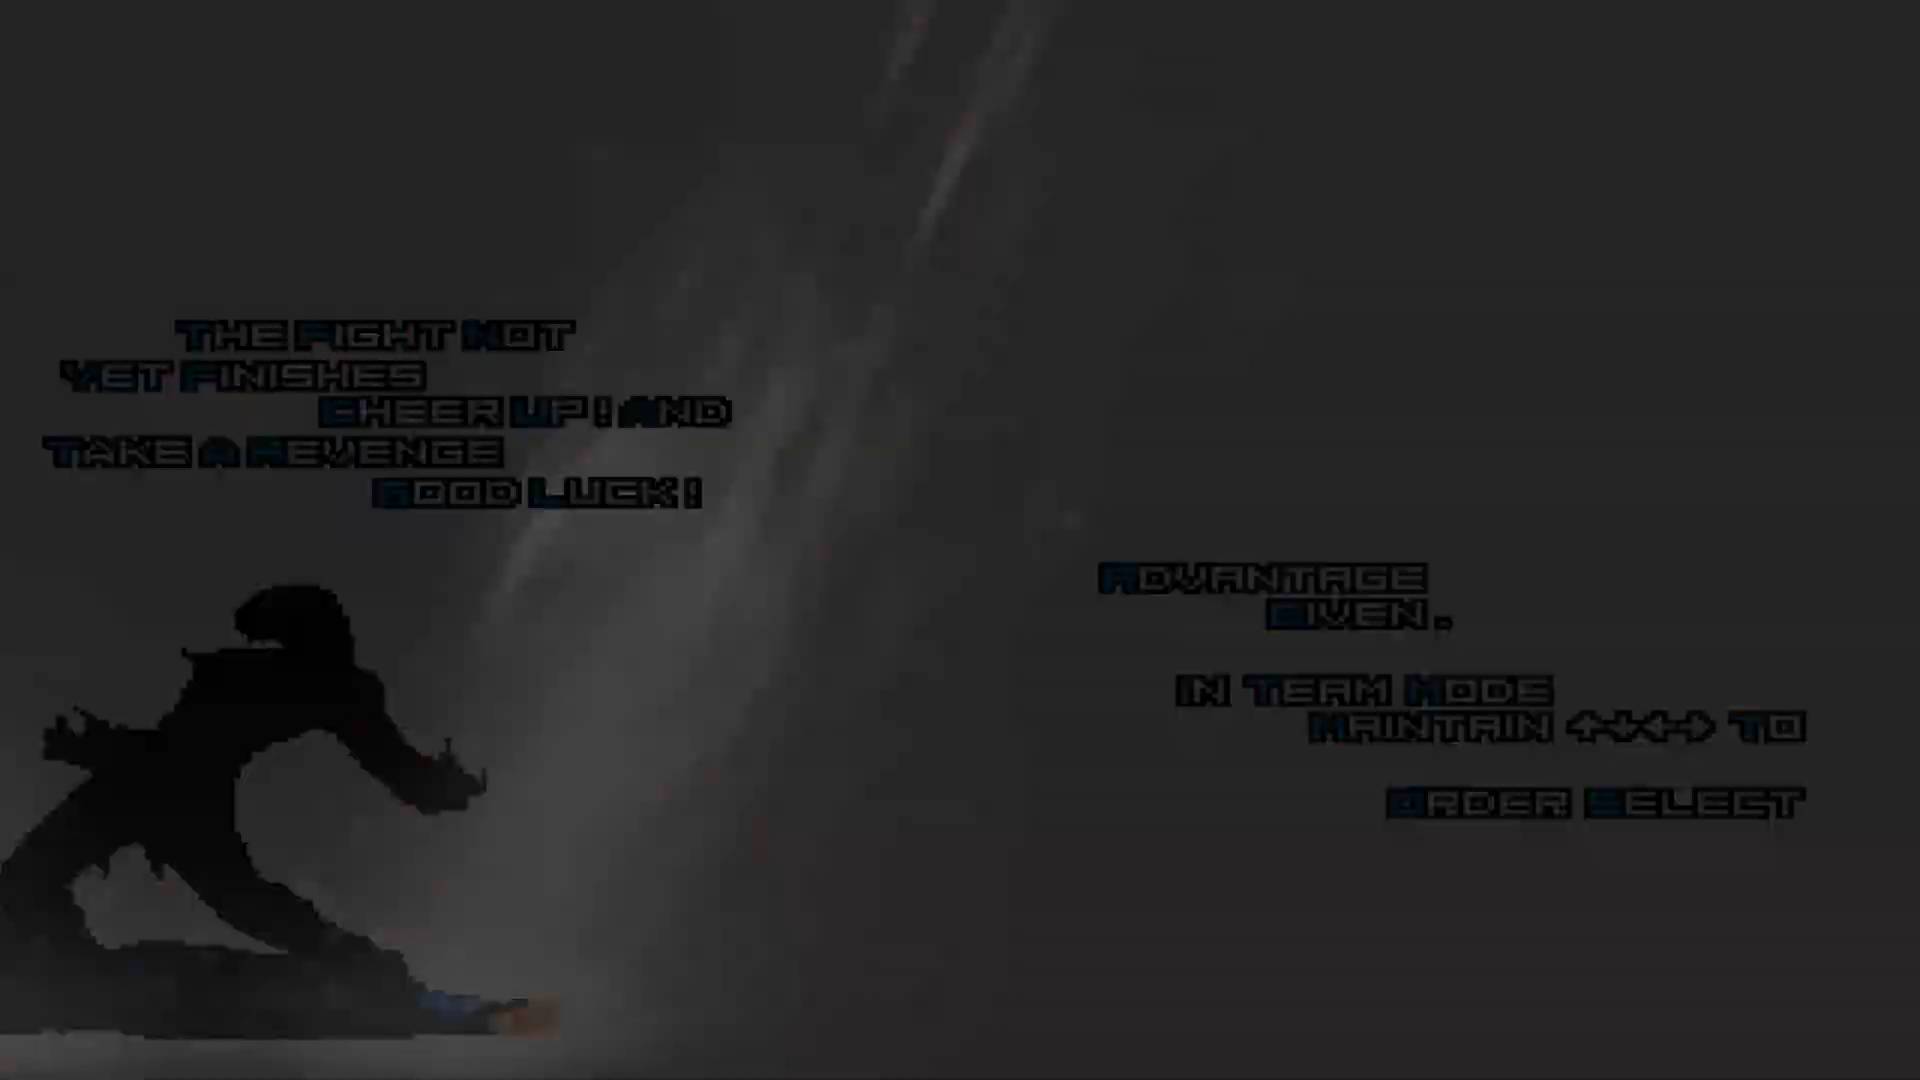 THE FIGHT NOT
YET FINISHES
CHEER UP! AND
TAKE A REVENGE
GOOD LUCK!
ADVANTAGE
GIVEN.
IN TEAM MODE
MAINTAIN ↑↓←→ TO
ORDER SELECT